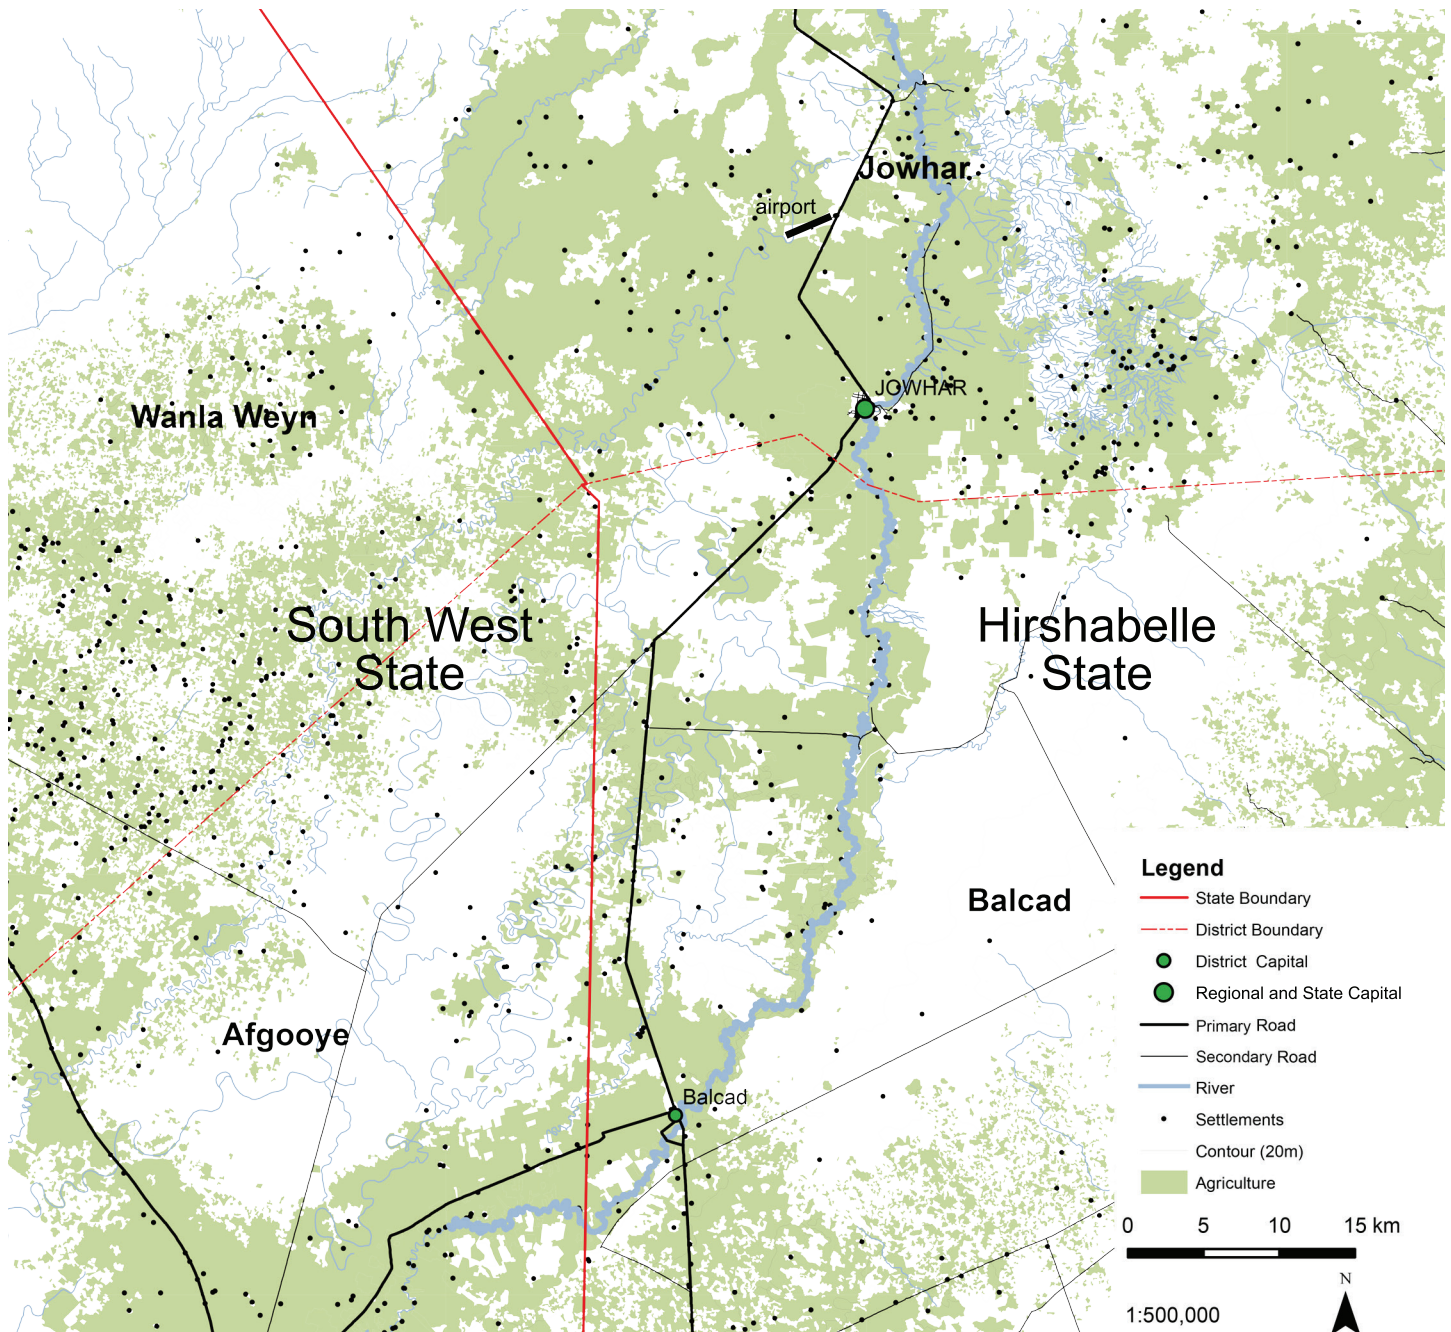 Jowhar
airport
JOWHAR
Wanla Weyn
South West
State
Hirshabelle
State
Balcad
Afgooye
Balcad
Legend
State Boundary
District Boundary
District Capital
Regional and State Capital
Primary Road
Secondary Road
River
Settlements
Contour (20m)
Agriculture
0 5 10 15 km
N
1:500,000